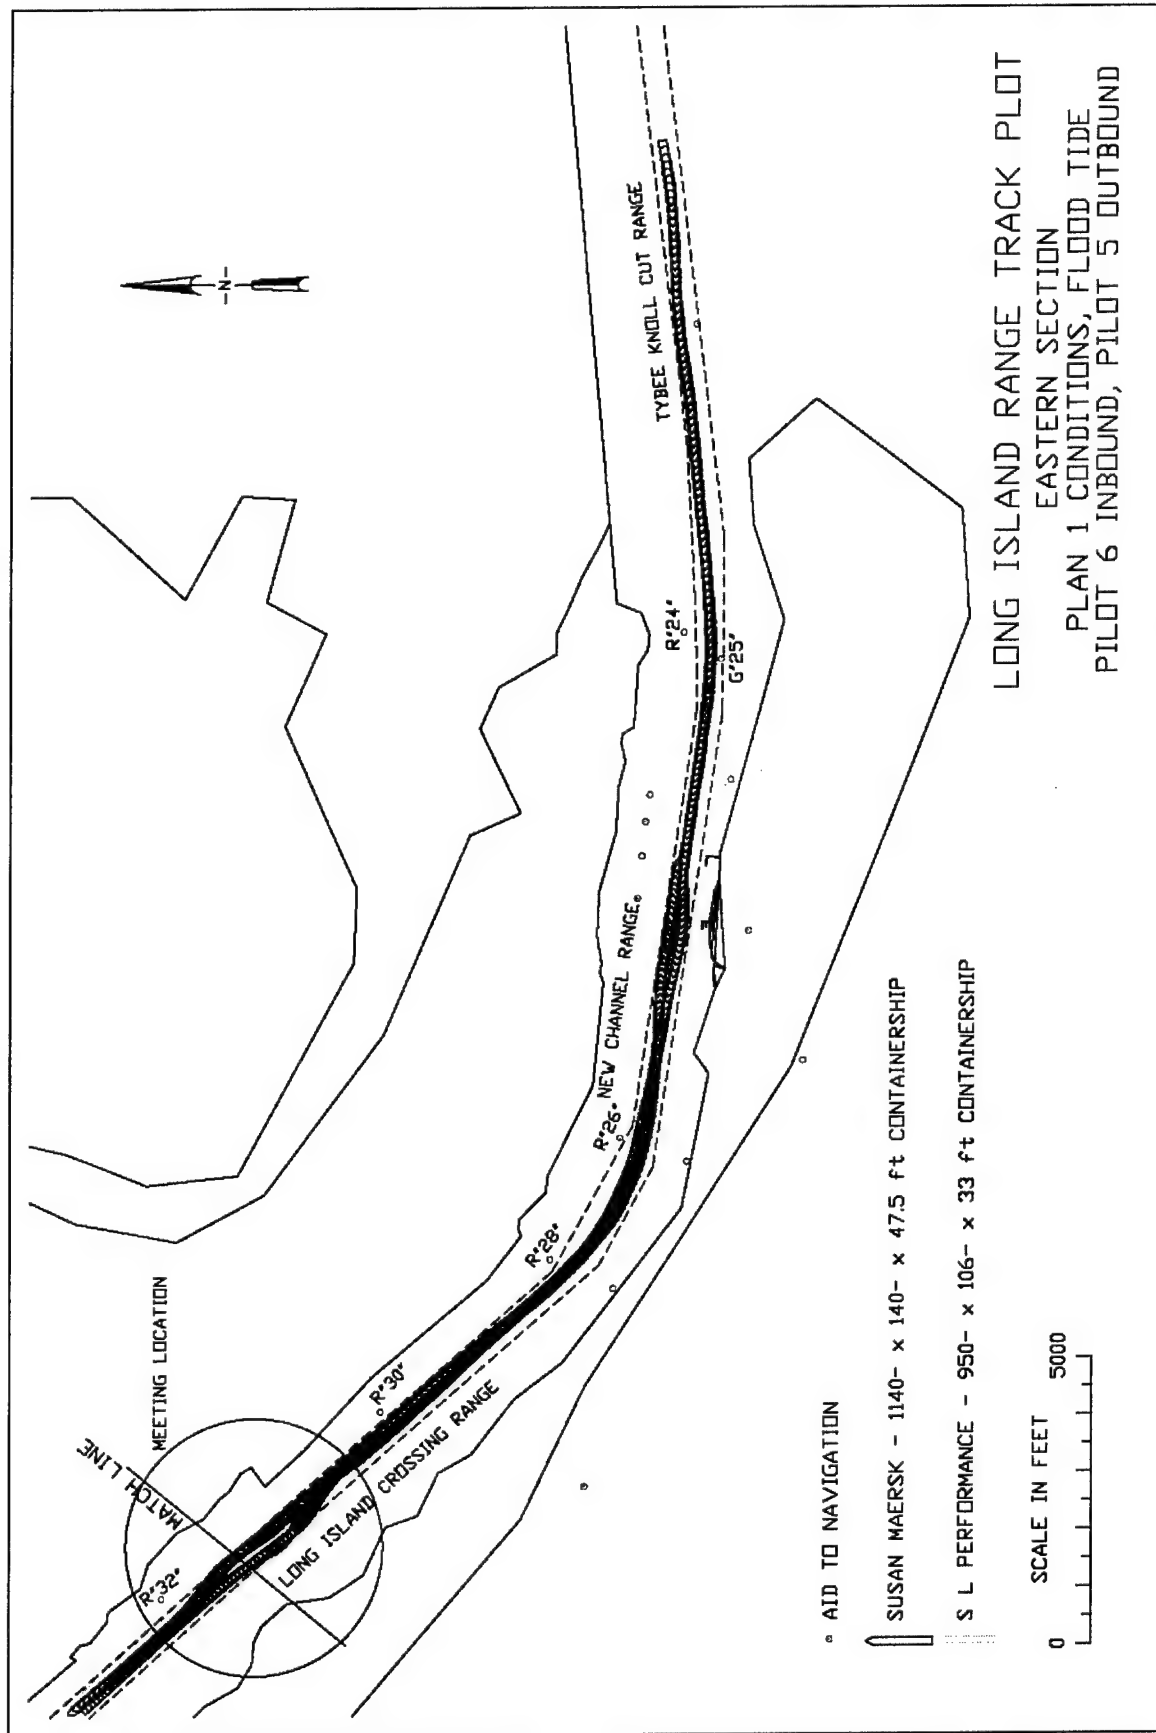 LONG ISLAND RANGE TRACK PLOT
EASTERN SECTION
PLAN 1 CONDITIONS, FLOOD TIDE
PILOT 6 INBOUND, PILOT 5 OUTBOUND
-N-
MEETING LOCATION
MATCH LINE
R"32"
R"30"
R"28"
R"26"
R"24"
G"25"
LONG ISLAND CROSSING RANGE
NEW CHANNEL RANGE
TYBEE KNOLL CUT RANGE
AID TO NAVIGATION
SUSAN MAERSK - 1140- x 140- x 47.5 ft CONTAINERSHIP
S L PERFORMANCE - 950- x 106- x 33 ft CONTAINERSHIP
SCALE IN FEET
0 5000